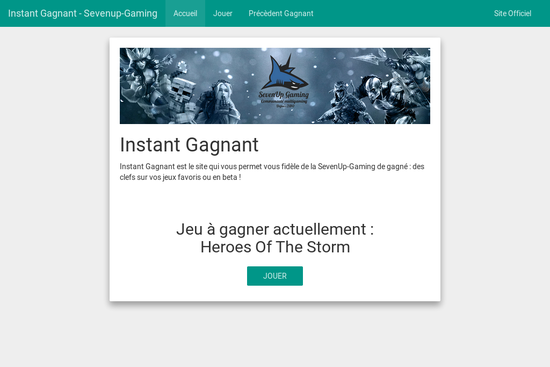 Instant Gagnant - Sevenup-Gaming
Accueil
Jouer
Précèdent Gagnant
Site Officiel
SevenUp Gaming
Instant Gagnant
Instant Gagnant est le site qui vous permet vous fidèle de la SevenUp-Gaming de gagné : des
clefs sur vos jeux favoris ou en beta !
Jeu à gagner actuellement :
Heroes Of The Storm
JOUER